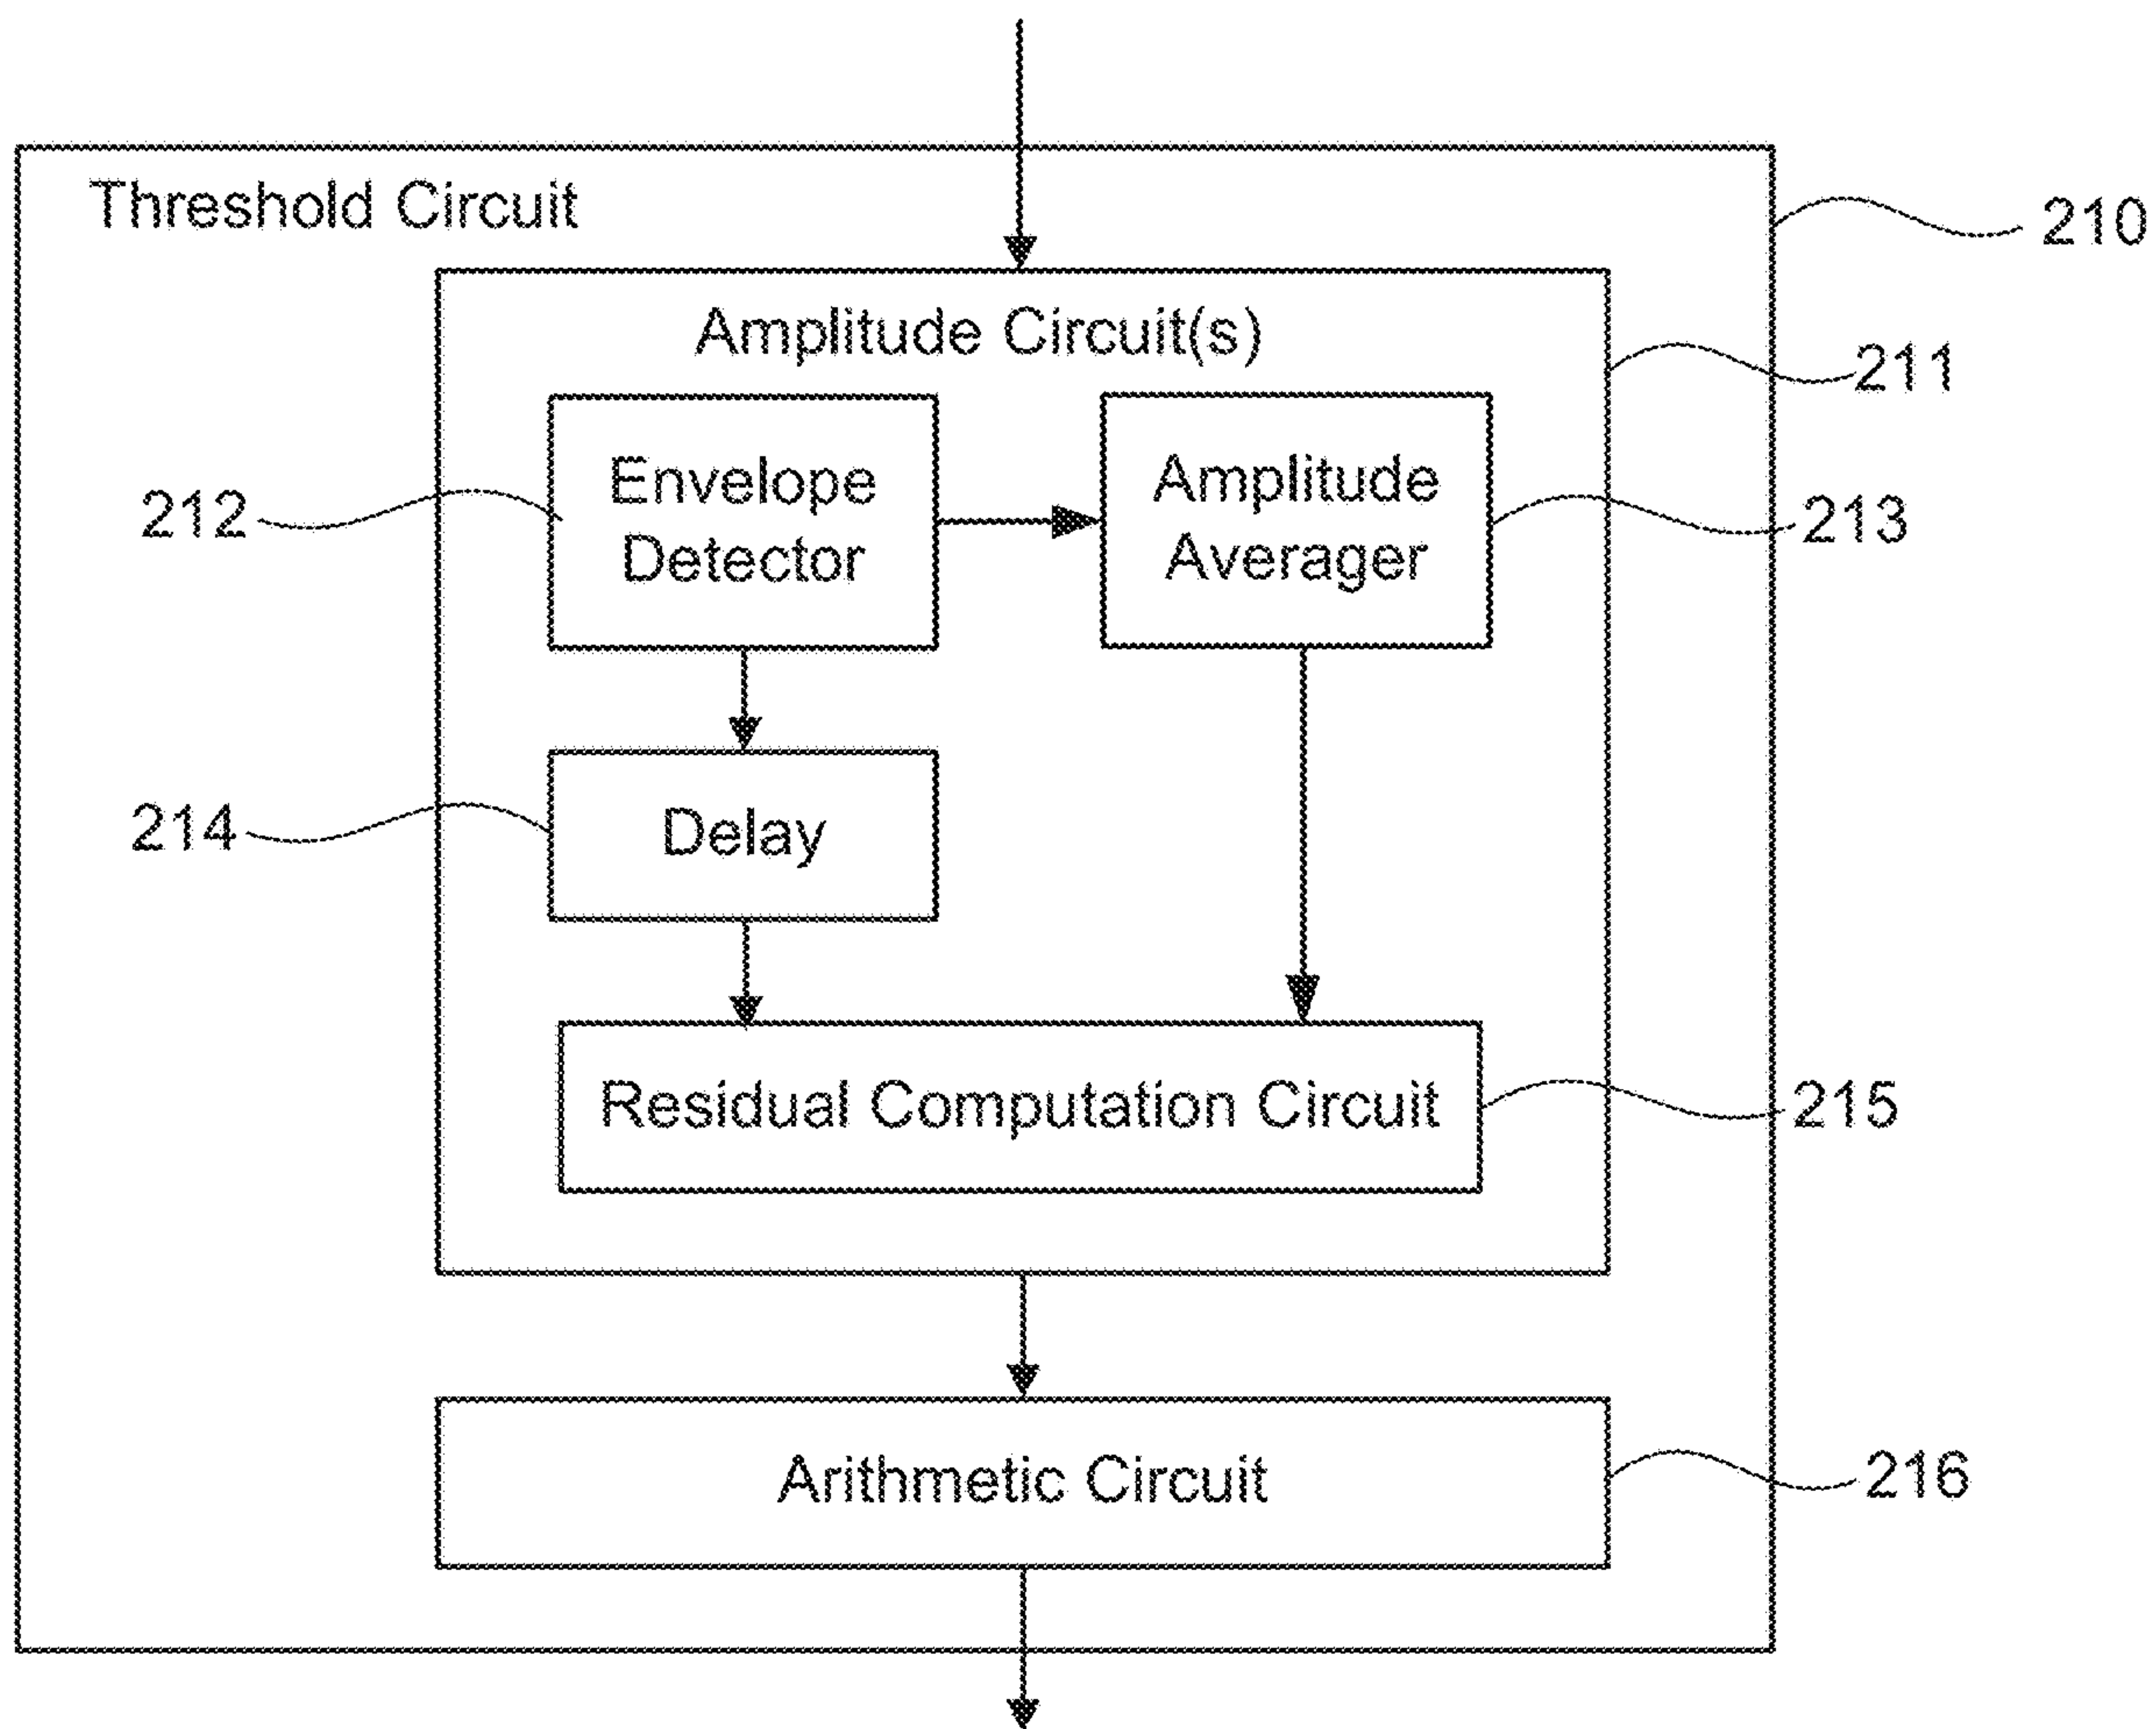 Threshold Circuit
210
Amplitude Circuit(s)
211
Envelope
Detector
212
Amplitude
Averager
213
Delay
214
Residual Computation Circuit
215
Arithmetic Circuit
216